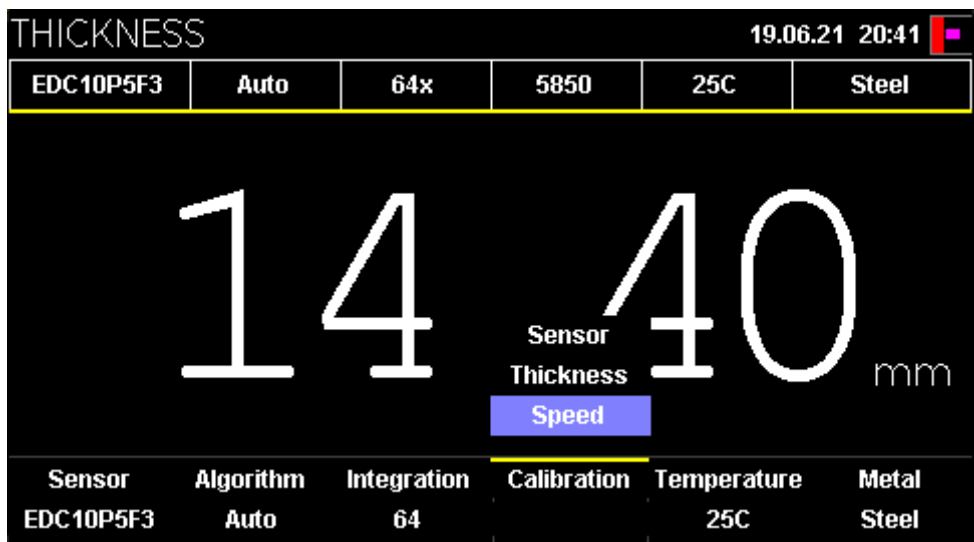 THICKNESS 19.06.21 20:41
EDC10P5F3 Auto 64x 5850 25C Steel
14 40 mm
Sensor
Thickness
Speed
Sensor Algorithm Integration Calibration Temperature Metal
EDC10P5F3 Auto 64 25C Steel